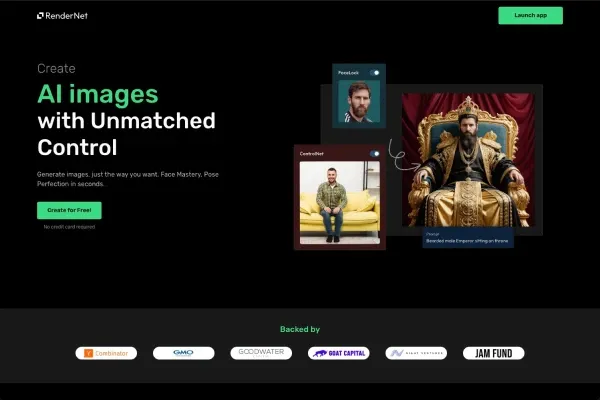 RenderNet
Launch app
Create
AI images
with Unmatched
Control
Generate images, just the way you want. Face Mastery, Pose
Perfection in seconds.
Create for Free!
No credit card required
FaceLock
ControlNet
Prompt
Bearded male Emperor sitting on throne
Backed by
Y Combinator
GMO
GOODWATER
GOAT CAPITAL
VENTURES
JAM FUND